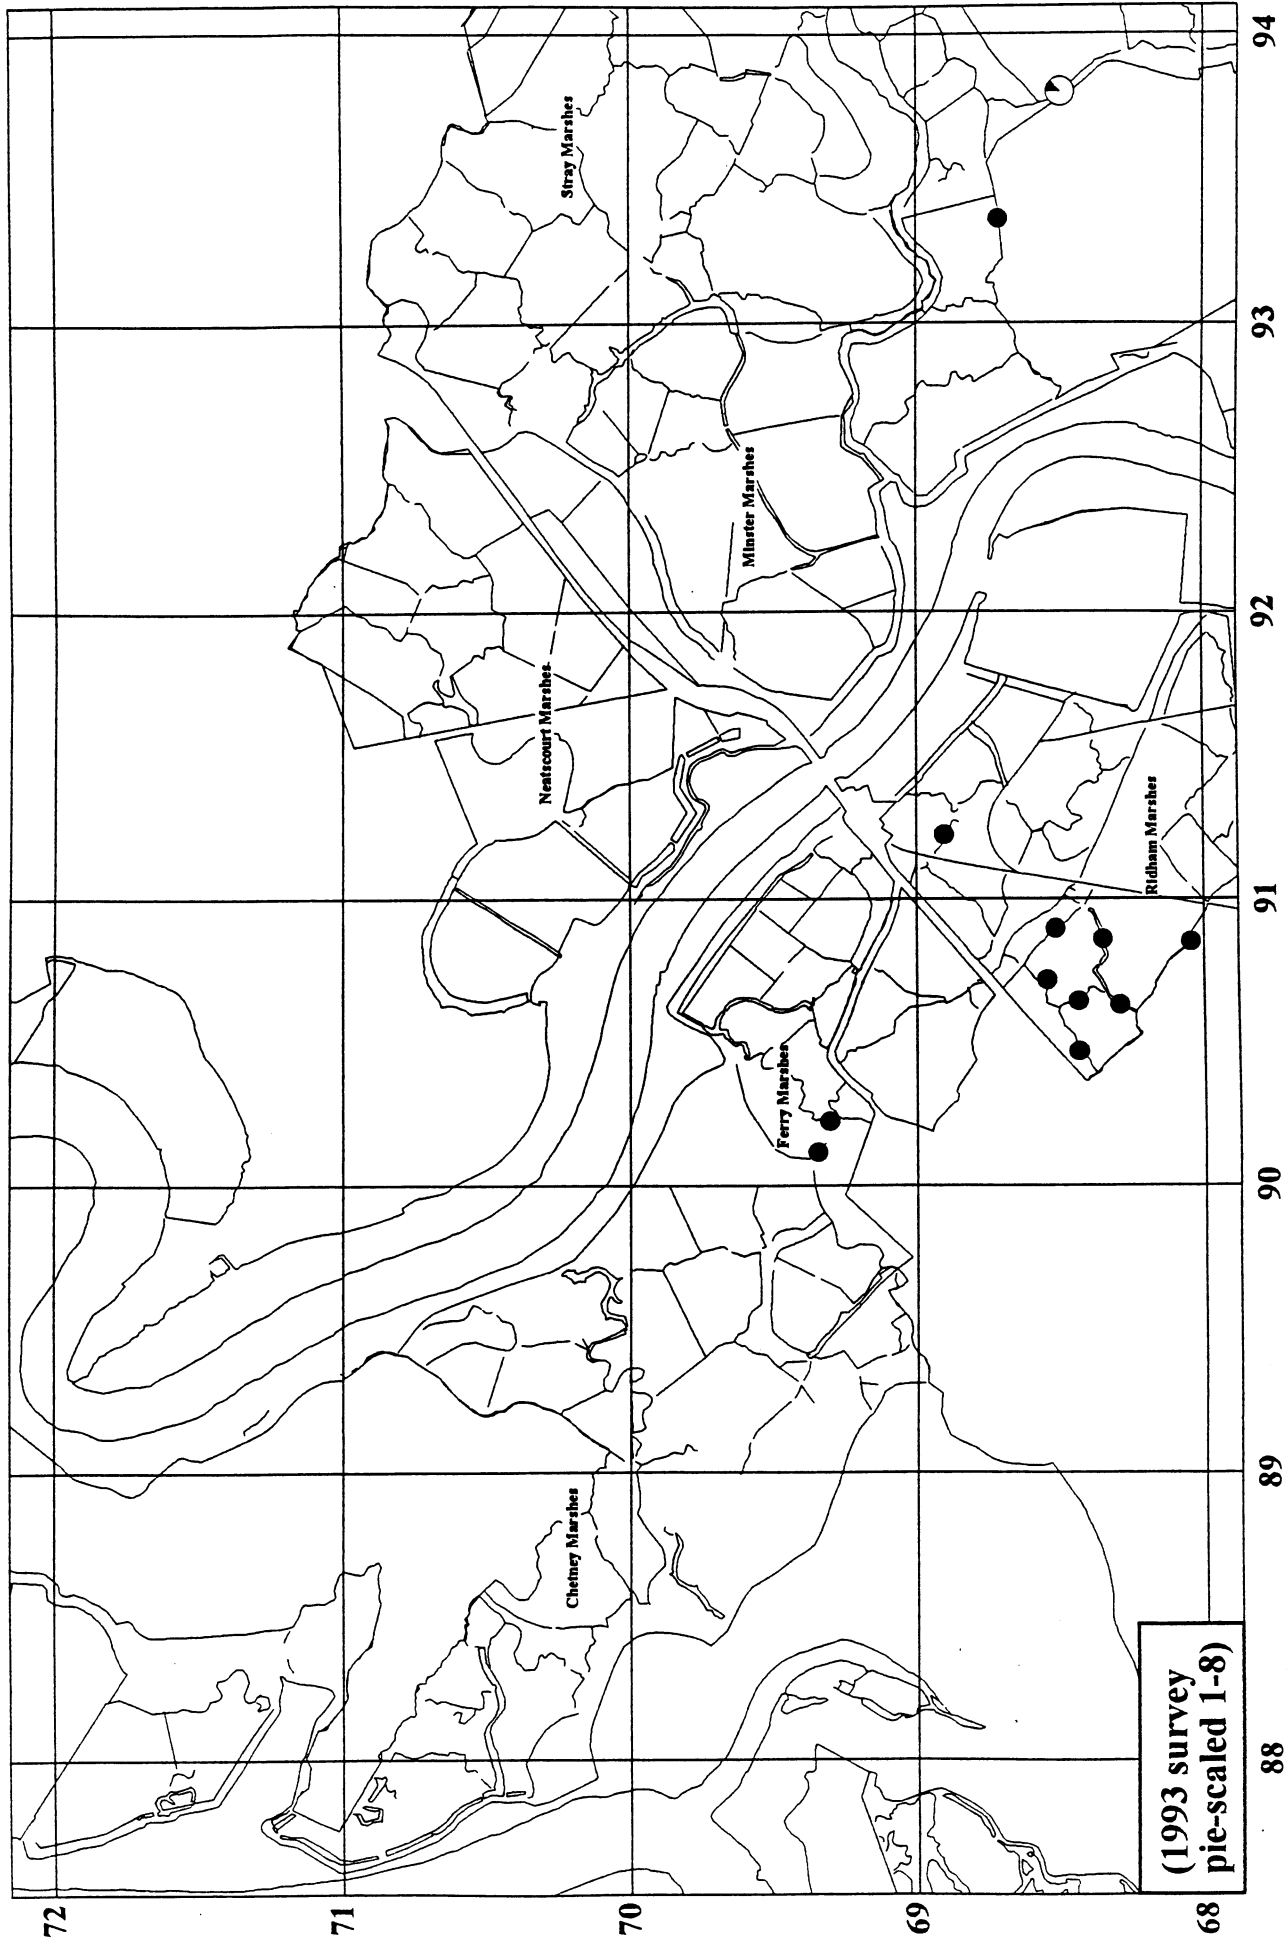 72
71
70
69
68
88
89
90
91
92
93
94
Chetney Marshes
Ferry Marshes
Neatscourt Marshes
Minster Marshes
Stray Marshes
Ridham Marshes
(1993 survey
pie-scaled 1-8)